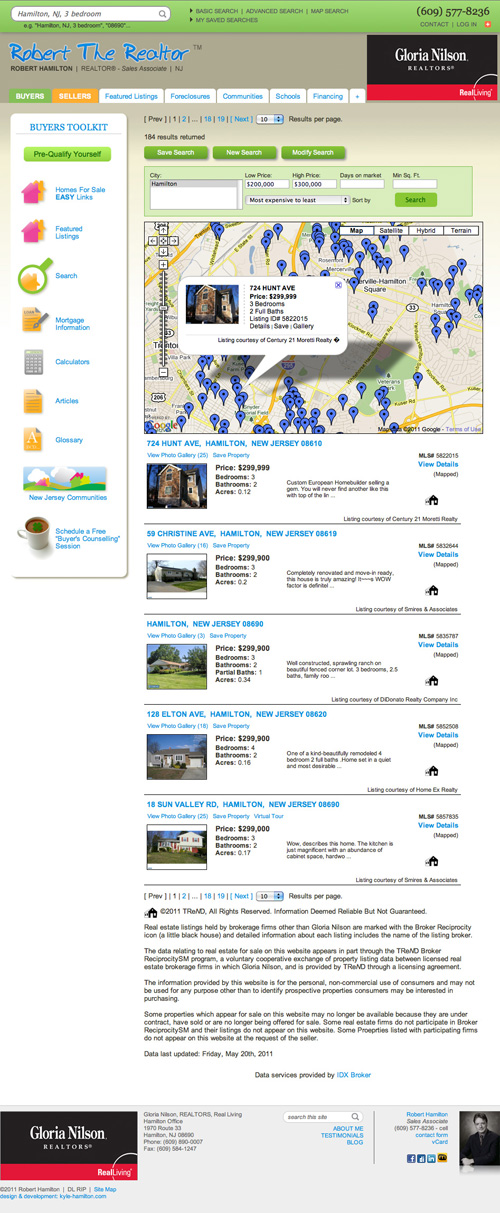 Hamilton, NJ, 3 bedroom
e.g. "Hamilton, NJ, 3 bedroom", "08690"...
BASIC SEARCH | ADVANCED SEARCH | MAP SEARCH
MY SAVED SEARCHES
(609) 577-8236
CONTACT | LOG IN
Robert The Realtor TM
ROBERT HAMILTON | REALTOR® - Sales Associate | NJ
Gloria Nilson
REALTORS®
RealLiving
BUYERS SELLERS Featured Listings Foreclosures Communities Schools Financing +
BUYERS TOOLKIT
Pre-Qualify Yourself
Homes For Sale
EASY Links
Featured
Listings
Search
Mortgage
Information
Calculators
Articles
Glossary
New Jersey Communities
Schedule a Free
"Buyer's Counselling"
Session
[ Prev ] | 1 | 2 | ... | 18 | 19 | [ Next ] 10 Results per page.
184 results returned
Save Search New Search Modify Search
City: Low Price: High Price: Days on market Min Sq. Ft.
Hamilton $200,000 $300,000
Most expensive to least Sort by Search
Map Satellite Hybrid Terrain
724 HUNT AVE
Price: $299,999
3 Bedrooms
2 Full Baths
Listing ID# 5822015
Details | Save | Gallery
Listing courtesy of Century 21 Moretti Realty �
Mercerville
erville-Hamilton
Square
Veterans
Park
Google
Map data ©2011 Google - Terms of Use
724 HUNT AVE, HAMILTON, NEW JERSEY 08610
View Photo Gallery (25) Save Property
MLS# 5822015
View Details
(Mapped)
Price: $299,999
Bedrooms: 3
Bathrooms: 2
Acres: 0.12
Custom European Homebuilder selling a
gem. You will never find another like this
with top of the lin ...
Listing courtesy of Century 21 Moretti Realty
59 CHRISTINE AVE, HAMILTON, NEW JERSEY 08619
View Photo Gallery (16) Save Property
MLS# 5832644
View Details
(Mapped)
Price: $299,900
Bedrooms: 3
Bathrooms: 2
Acres: 0.2
Completely renovated and move-in ready,
this house is truly amazing! It
WOW
factor is definitel ...
Listing courtesy of Smires & Associates
HAMILTON, NEW JERSEY 08690
View Photo Gallery (3) Save Property
MLS# 5835787
View Details
(Mapped)
Price: $299,900
Bedrooms: 3
Bathrooms: 2
Partial Baths: 1
Acres: 0.34
Well constructed, sprawling ranch on
beautiful fenced corner lot. 3 bedrooms, 2.5
baths, family roo ...
Listing courtesy of DiDonato Realty Company Inc
128 ELTON AVE, HAMILTON, NEW JERSEY 08620
View Photo Gallery (16) Save Property
MLS# 5852508
View Details
(Mapped)
Price: $299,900
Bedrooms: 4
Bathrooms: 2
Acres: 0.16
One of a kind-beautifully remodeled 4
bedroom 2 full baths .Home set in a quiet
and most desirable ...
Listing courtesy of Home Ex Realty
18 SUN VALLEY RD, HAMILTON, NEW JERSEY 08690
View Photo Gallery (25) Save Property Virtual Tour
MLS# 5857835
View Details
(Mapped)
Price: $299,000
Bedrooms: 3
Bathrooms: 2
Acres: 0.17
Wow, describes this home. The kitchen is
just magnificent with an abundance of
cabinet space, hardwo ...
Listing courtesy of Smires & Associates
[ Prev ] | 1 | 2 | ... | 18 | 19 | [ Next ] 10 Results per page.
©2011 TReND, All Rights Reserved. Information Deemed Reliable But Not Guaranteed.
Real estate listings held by brokerage firms other than Gloria Nilson are marked with the Broker Reciprocity
icon (a little black house) and detailed information about each listing includes the name of the listing broker.
The data relating to real estate for sale on this website appears in part through the TReND Broker
ReciprocitySM program, a voluntary cooperative exchange of property listing data between licensed real
estate brokerage firms in which Gloria Nilson, and is provided by TReND through a licensing agreement.
The information provided by this website is for the personal, non-commercial use of consumers and may not
be used for any purpose other than to identify prospective properties consumers may be interested in
purchasing.
Some properties which appear for sale on this website may no longer be available because they are under
contract, have sold or are no longer being offered for sale. Some real estate firms do not participate in Broker
ReciprocitySM and their listings do not appear on this website. Some Proeprties listed with participating firms
do not appear on this website at the request of the seller.
Data last updated: Friday, May 20th, 2011
Data services provided by IDX Broker
Gloria Nilson
REALTORS®
RealLiving
Gloria Nilson, REALTORS, Real Living
Hamilton Office
1970 Route 33
Hamilton, NJ 08690
Phone: (609) 890-0007
Fax: (609) 584-1247
search this site
ABOUT ME
TESTIMONIALS
BLOG
Robert Hamilton
Sales Associate
(609) 577-8236 - cell
contact form
vCard
©2011 Robert Hamilton | DL RIP | Site Map
design & development: kyle-hamilton.com